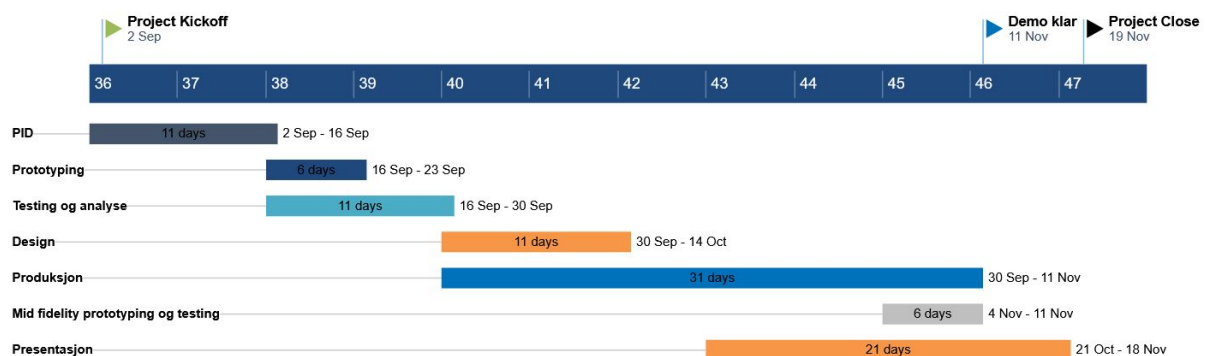 Project Kickoff
2 Sep
Demo klar
11 Nov
Project Close
19 Nov
36 37 38 39 40 41 42 43 44 45 46 47
PID 11 days 2 Sep - 16 Sep
Prototyping 6 days 16 Sep - 23 Sep
Testing og analyse 11 days 16 Sep - 30 Sep
Design 11 days 30 Sep - 14 Oct
Produksjon 31 days 30 Sep - 11 Nov
Mid fidelity prototyping og testing 6 days 4 Nov - 11 Nov
Presentasjon 21 days 21 Oct - 18 Nov